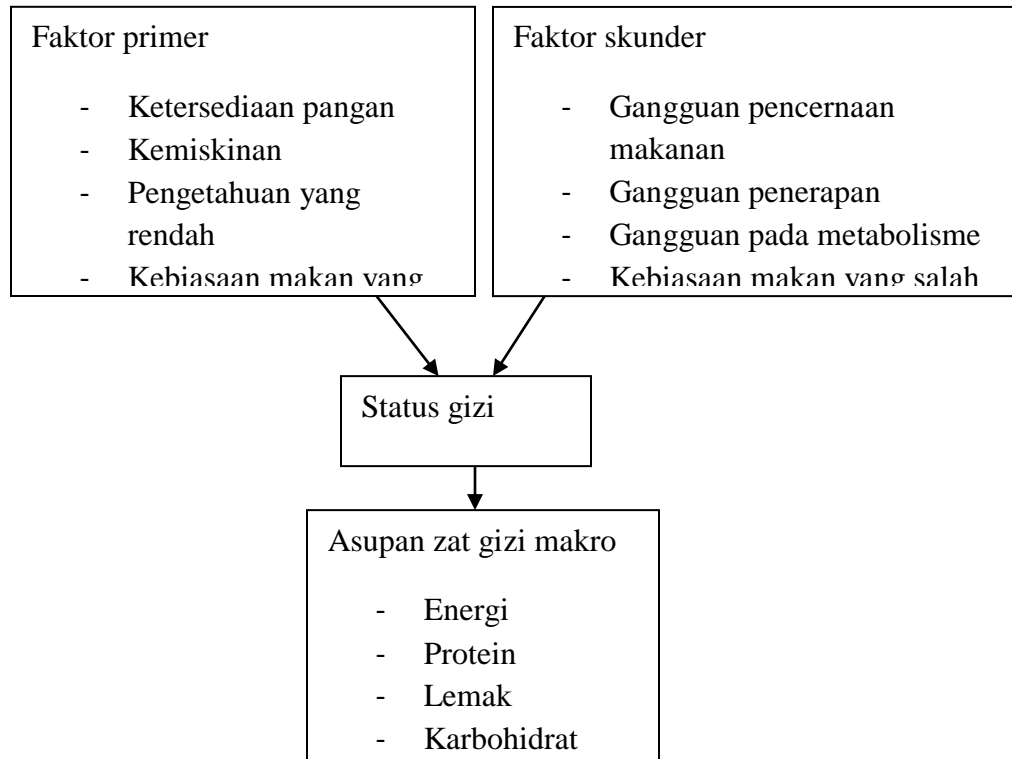 Faktor primer
- Ketersediaan pangan
- Kemiskinan
- Pengetahuan yang
rendah
- Kebiasaan makan yang
Faktor skunder
- Gangguan pencernaan
makanan
- Gangguan penerapan
- Gangguan pada metabolisme
- Kebiasaan makan yang salah
Status gizi
Asupan zat gizi makro
- Energi
- Protein
- Lemak
- Karbohidrat